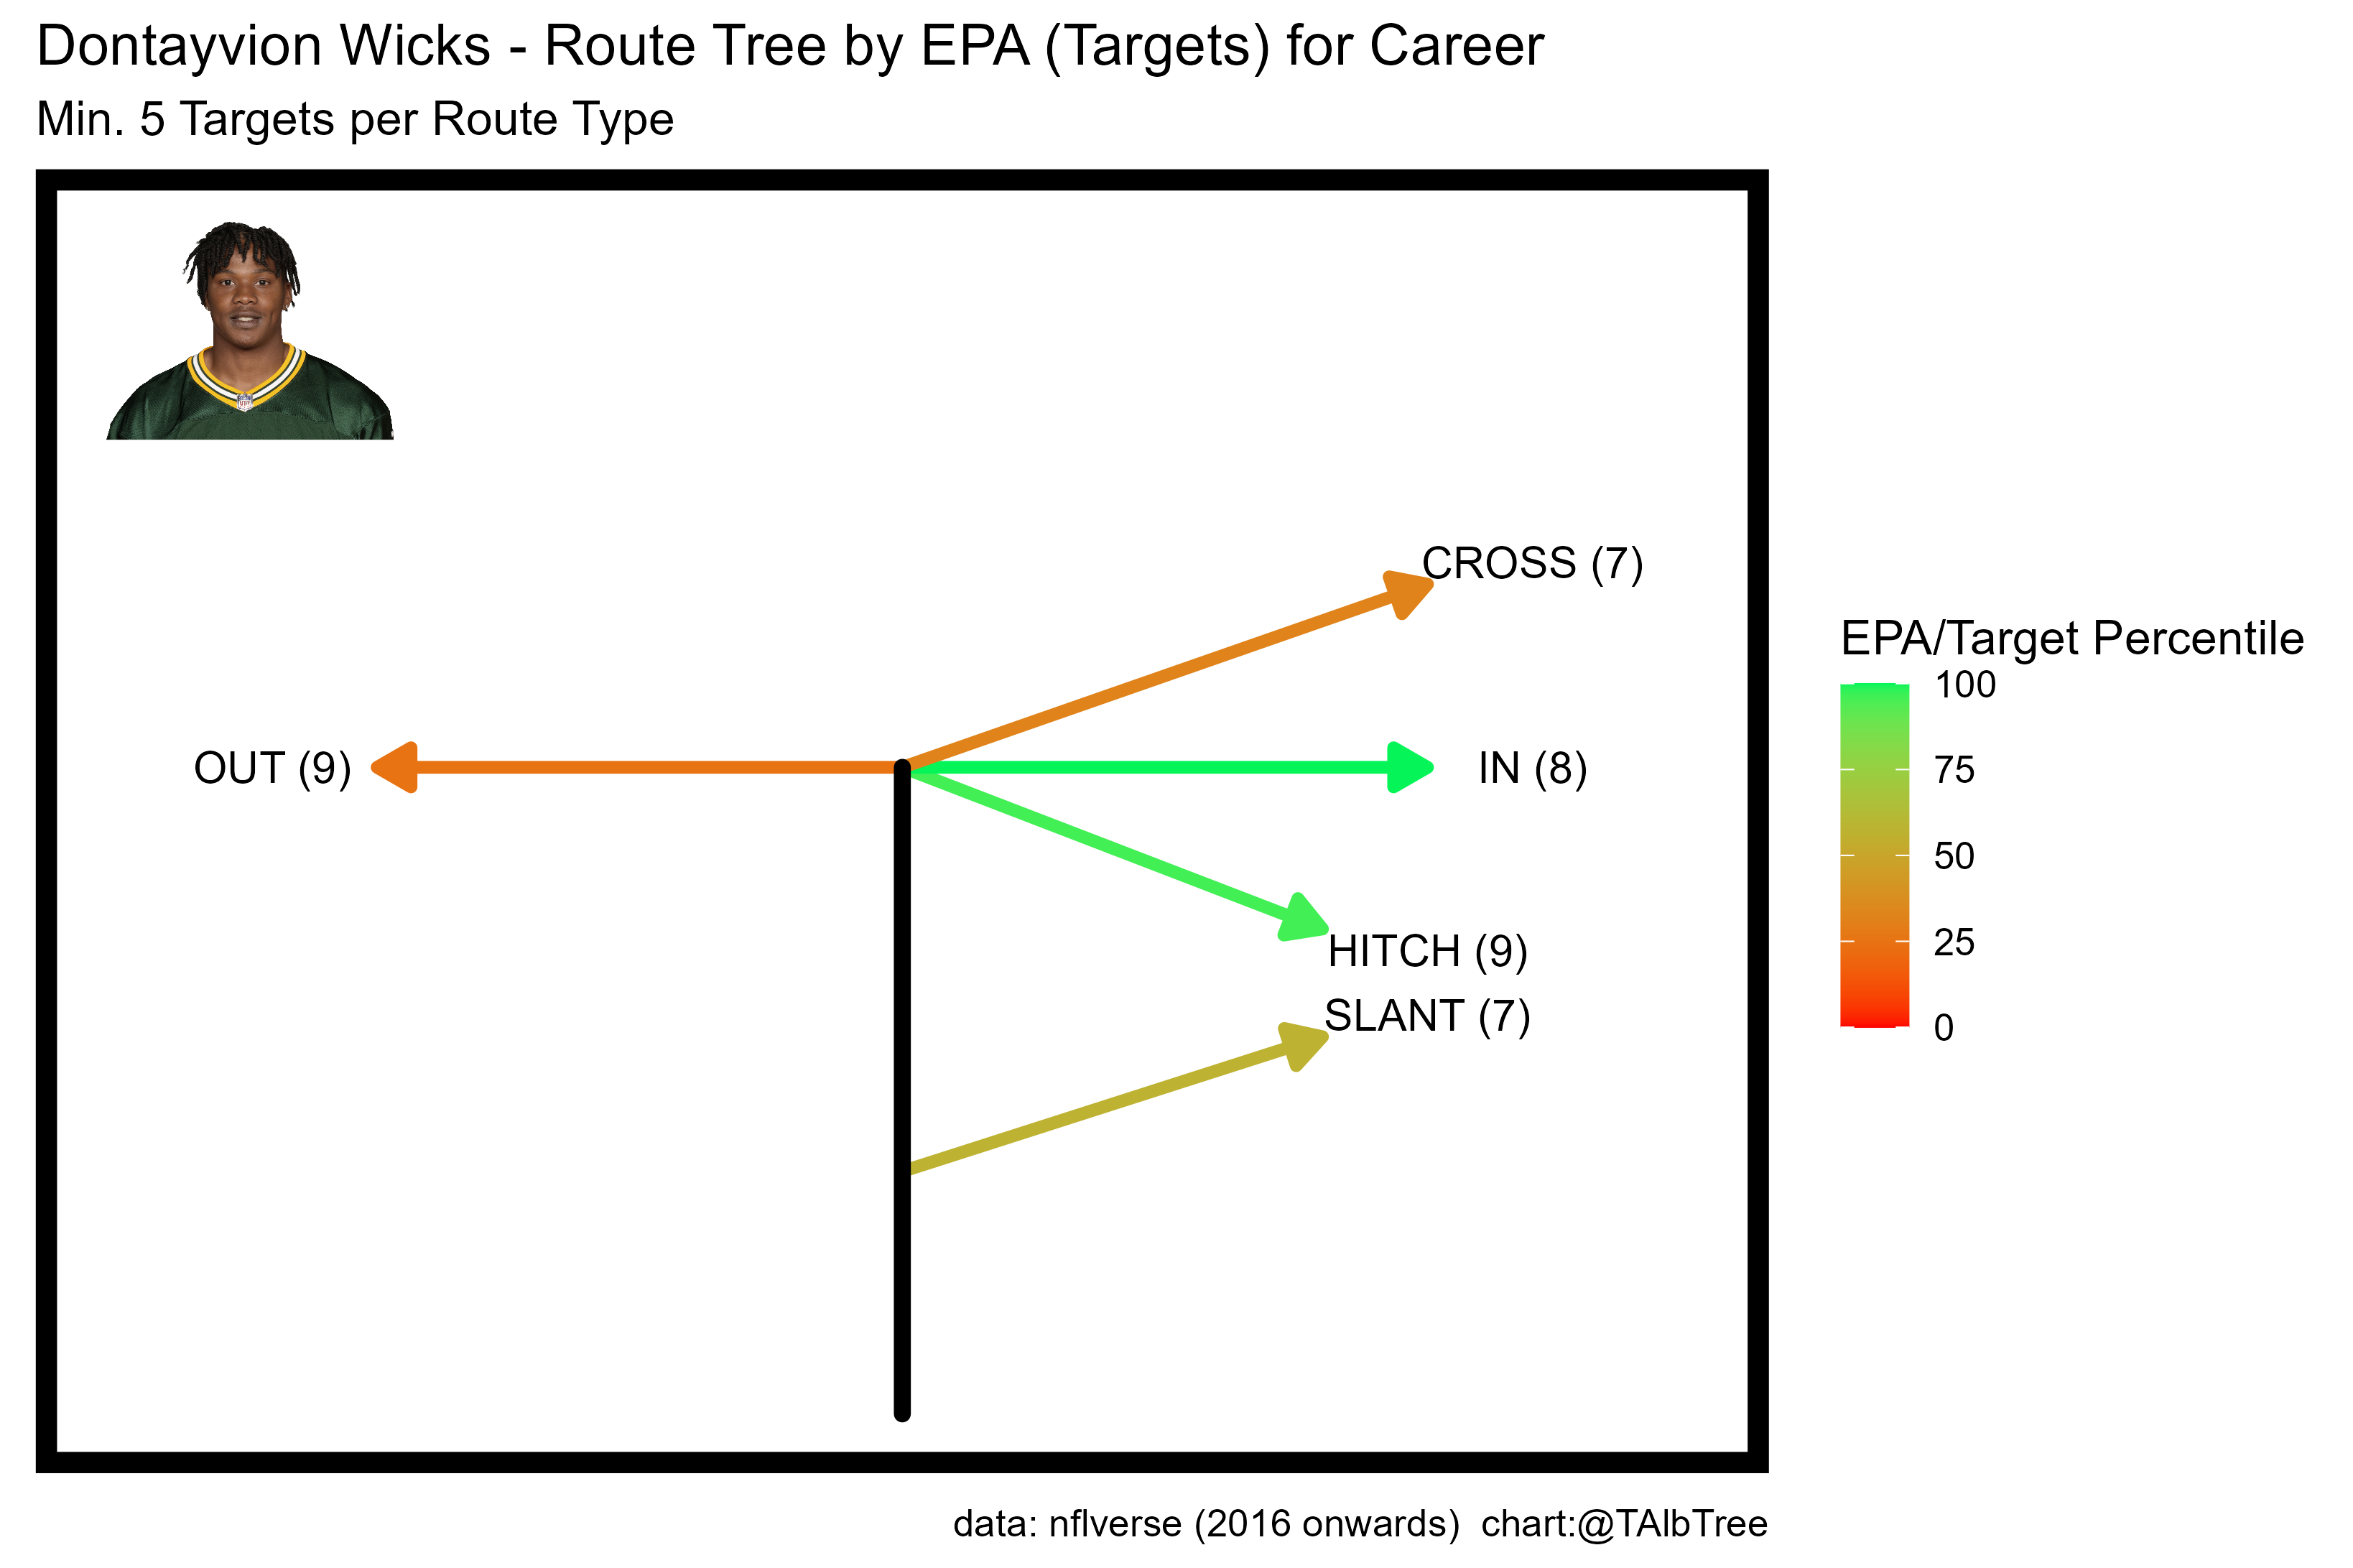 Dontayvion Wicks - Route Tree by EPA (Targets) for Career
Min. 5 Targets per Route Type
CROSS (7)
EPA/Target Percentile
100
OUT (9)
IN (8)
75
50
HITCH (9)
25
SLANT (7)
0
data: nflverse (2016 onwards)  chart:@TAlbTree